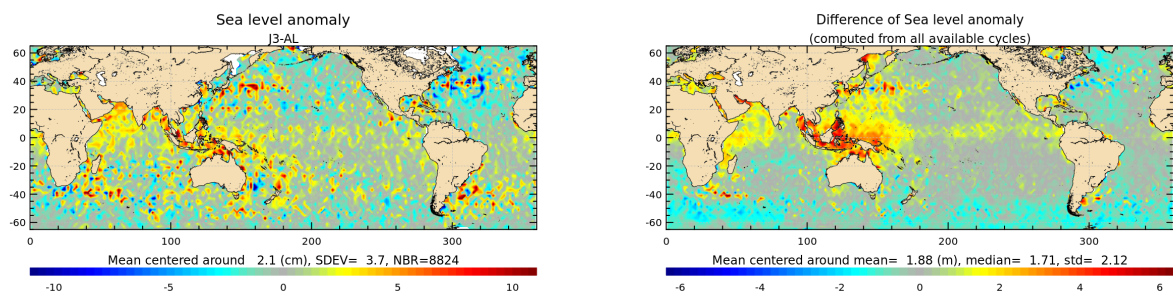 Sea level anomaly
J3-AL
60
40
20
0
-20
-40
-60
0 100 200 300
Mean centered around 2.1 (cm), SDEV= 3.7, NBR=8824
-10 -5 0 5 10
Difference of Sea level anomaly
(computed from all available cycles)
60
40
20
0
-20
-40
-60
0 100 200 300
Mean centered around mean= 1.88 (m), median= 1.71, std= 2.12
-6 -4 -2 0 2 4 6